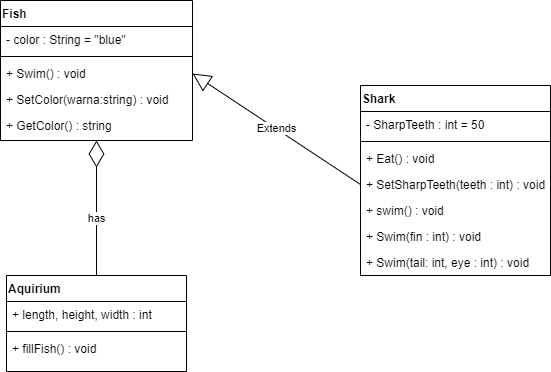 Fish
- color : String = "blue"
+ Swim() : void
+ SetColor(warna:string) : void
+ GetColor() : string
Extends
Shark
- SharpTeeth : int = 50
+ Eat() : void
+ SetSharpTeeth(teeth : int) : void
+ swim() : void
+ Swim(fin : int) : void
+ Swim(tail: int, eye : int) : void
has
Aquirium
+ length, height, width : int
+ fillFish() : void